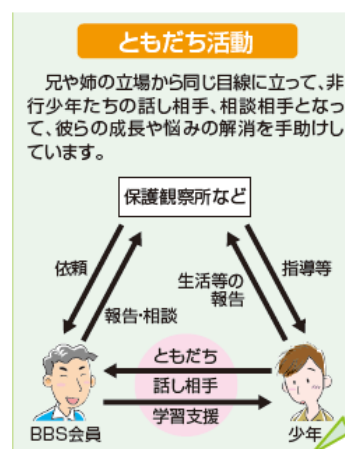 ともだち活動
兄や姉の立場から同じ目線に立って、非
行少年たちの話し相手、相談相手となっ
て、彼らの成長や悩みの解消を手助けし
ています。
保護観察所など
依頼
報告・相談
生活等の
報告
指導等
ともだち
話し相手
学習支援
BBS会員
少年